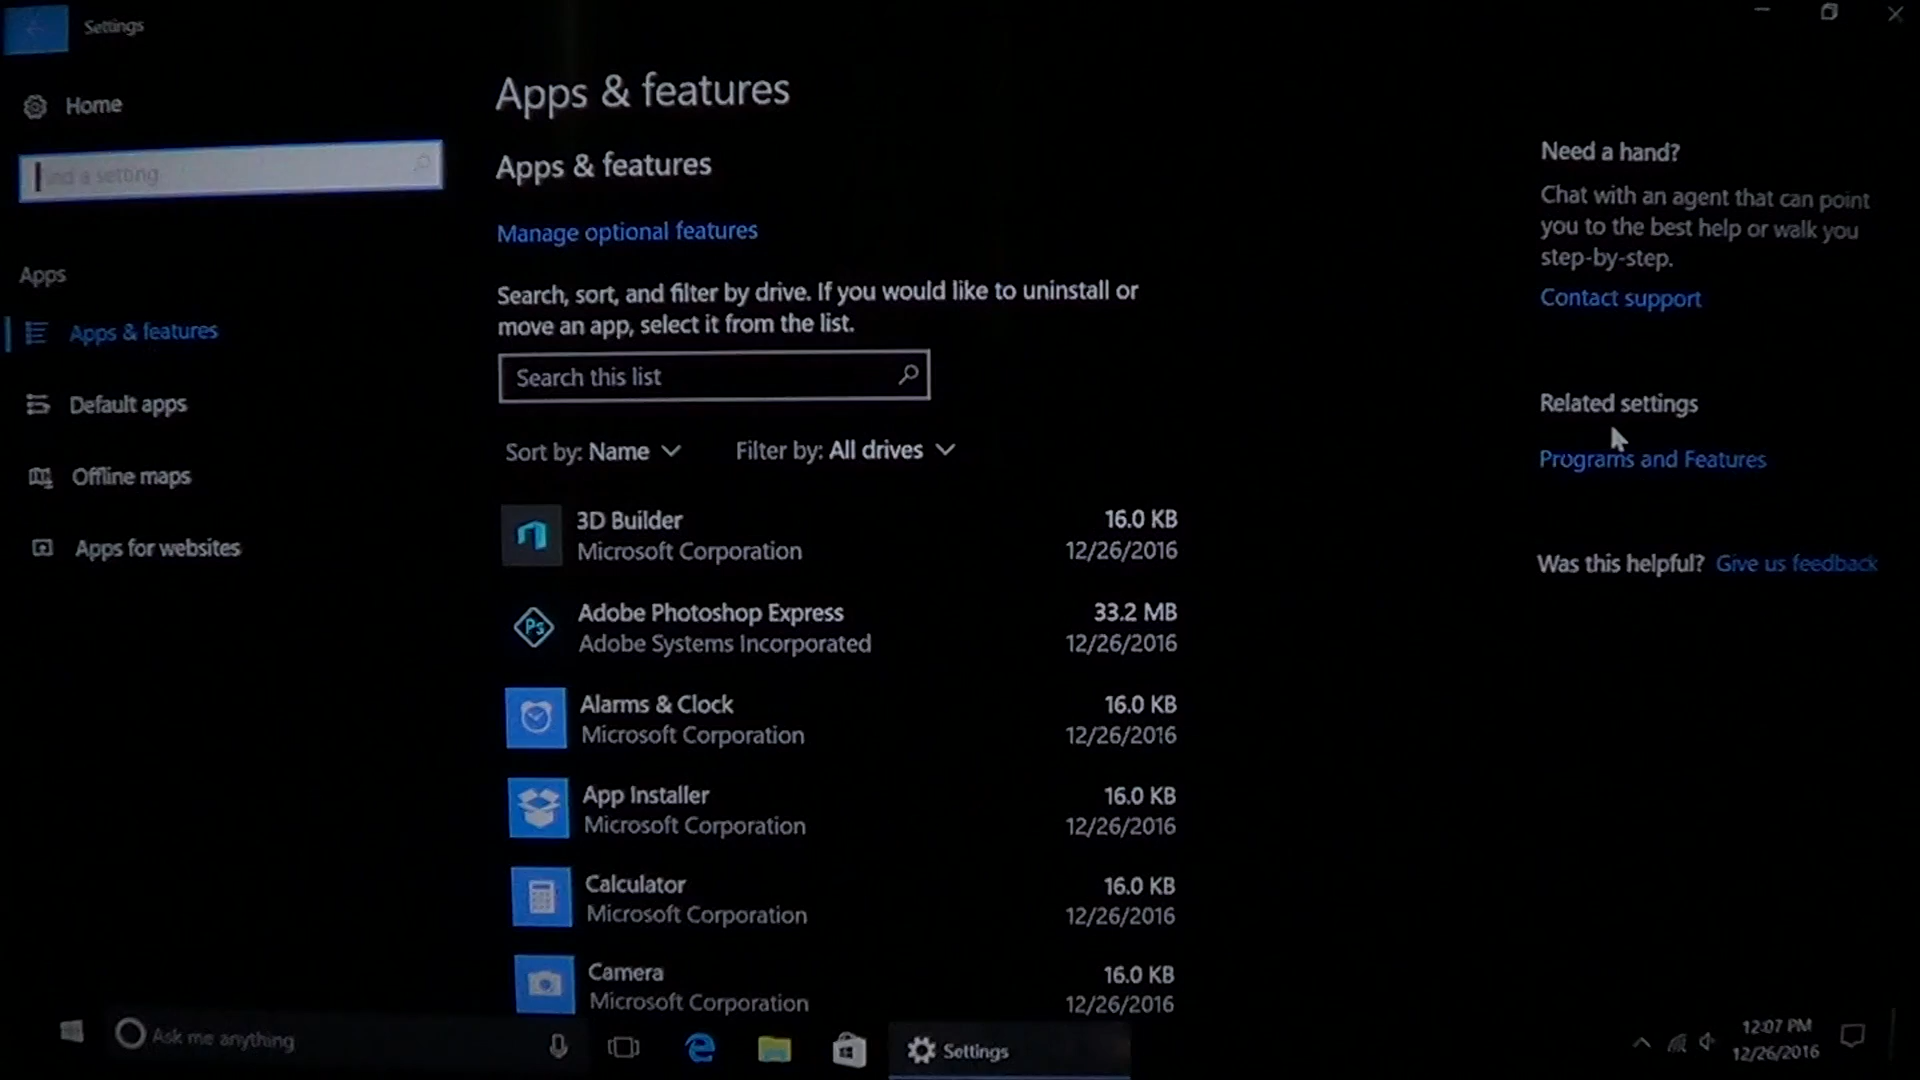 Settings
Home
Find a setting
Apps
Apps & features
Default apps
Offline maps
Apps for websites
Apps & features
Apps & features
Manage optional features
Search, sort, and filter by drive. If you would like to uninstall or
move an app, select it from the list.
Search this list
Sort by: Name
Filter by: All drives
3D Builder
16.0 KB
Microsoft Corporation
12/26/2016
Ps
Adobe Photoshop Express
33.2 MB
Adobe Systems Incorporated
12/26/2016
Alarms & Clock
16.0 KB
Microsoft Corporation
12/26/2016
App Installer
16.0 KB
Microsoft Corporation
12/26/2016
Calculator
16.0 KB
Microsoft Corporation
12/26/2016
Camera
16.0 KB
Microsoft Corporation
12/26/2016
Need a hand?
Chat with an agent that can point
you to the best help or walk you
step-by-step.
Contact support
Related settings
Programs and Features
Was this helpful? Give us feedback
Ask me anything
Settings
12:07 PM
12/26/2016